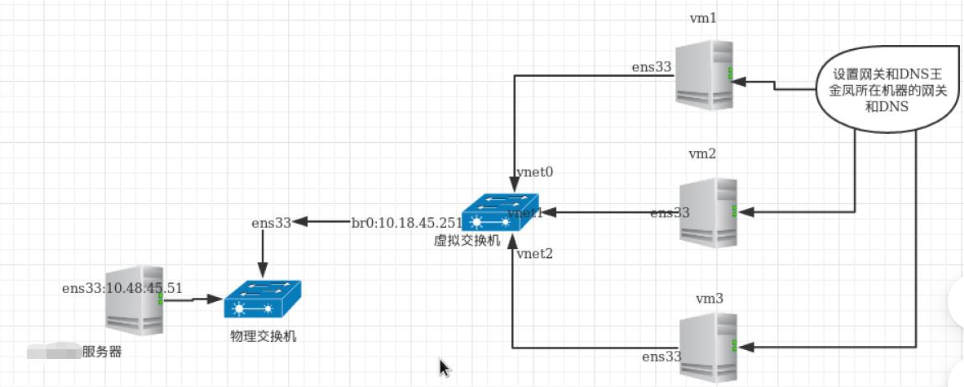 vm1
ens33
设置网关和DNS王
金凤所在机器的网关
和DNS
vm2
vnet0
vnet1
ens33
ens33
br0:10.18.45.251
虚拟交换机
vnet2
ens33:10.48.45.51
vm3
物理交换机
服务器
ens33